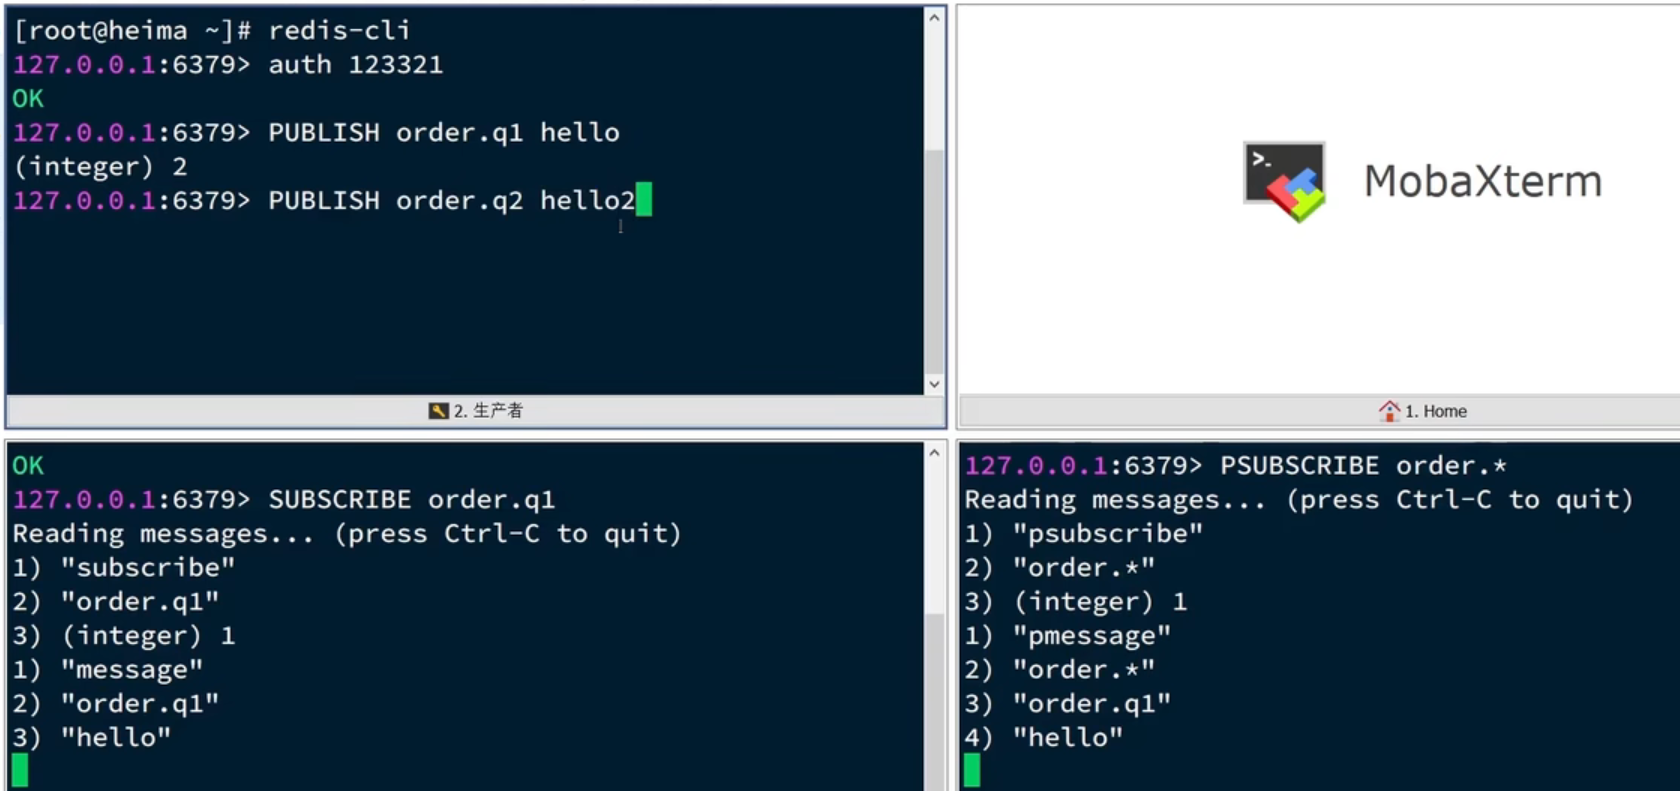 [root@heima ~]# redis-cli
127.0.0.1:6379> auth 123321
OK
127.0.0.1:6379> PUBLISH order.q1 hello
(integer) 2
127.0.0.1:6379> PUBLISH order.q2 hello2
2. 生产者
>_
MobaXterm
1. Home
OK
127.0.0.1:6379> SUBSCRIBE order.q1
Reading messages... (press Ctrl-C to quit)
1) "subscribe"
2) "order.q1"
3) (integer) 1
1) "message"
2) "order.q1"
3) "hello"
127.0.0.1:6379> PSUBSCRIBE order.*
Reading messages... (press Ctrl-C to quit)
1) "psubscribe"
2) "order.*"
3) (integer) 1
1) "pmessage"
2) "order.*"
3) "order.q1"
4) "hello"